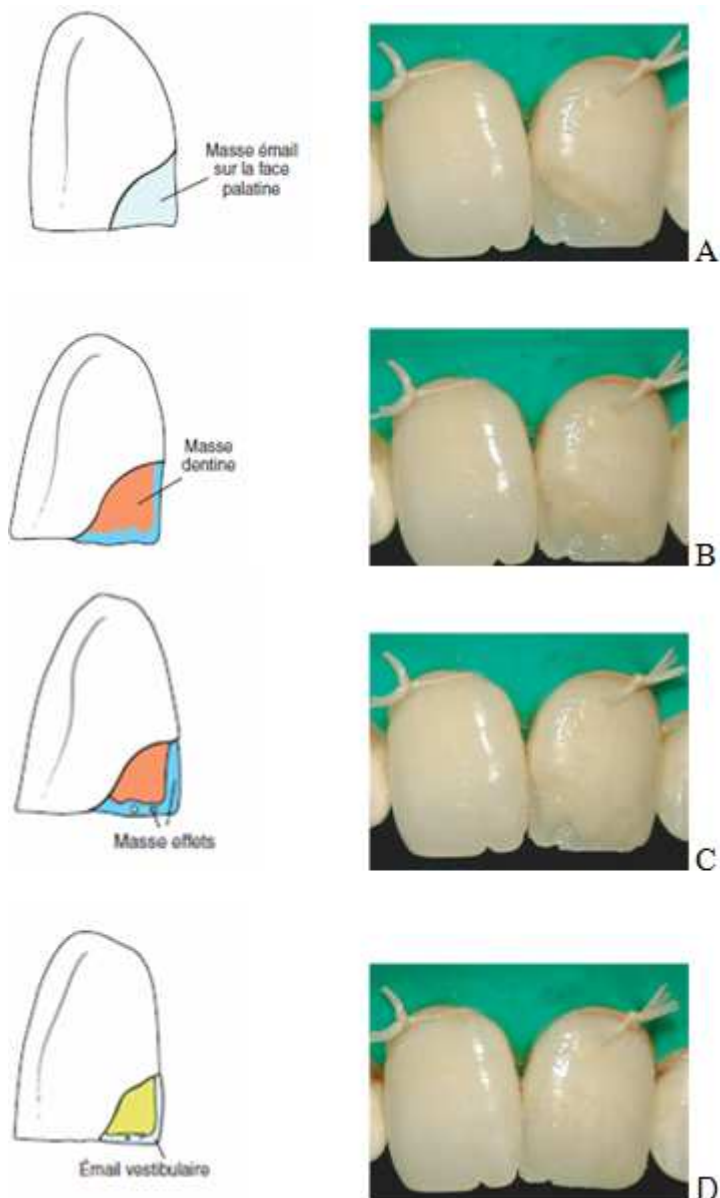 Masse émail
sur la face
palatine
A
Masse
dentine
B
Masse effets
C
Émail vestibulaire
D